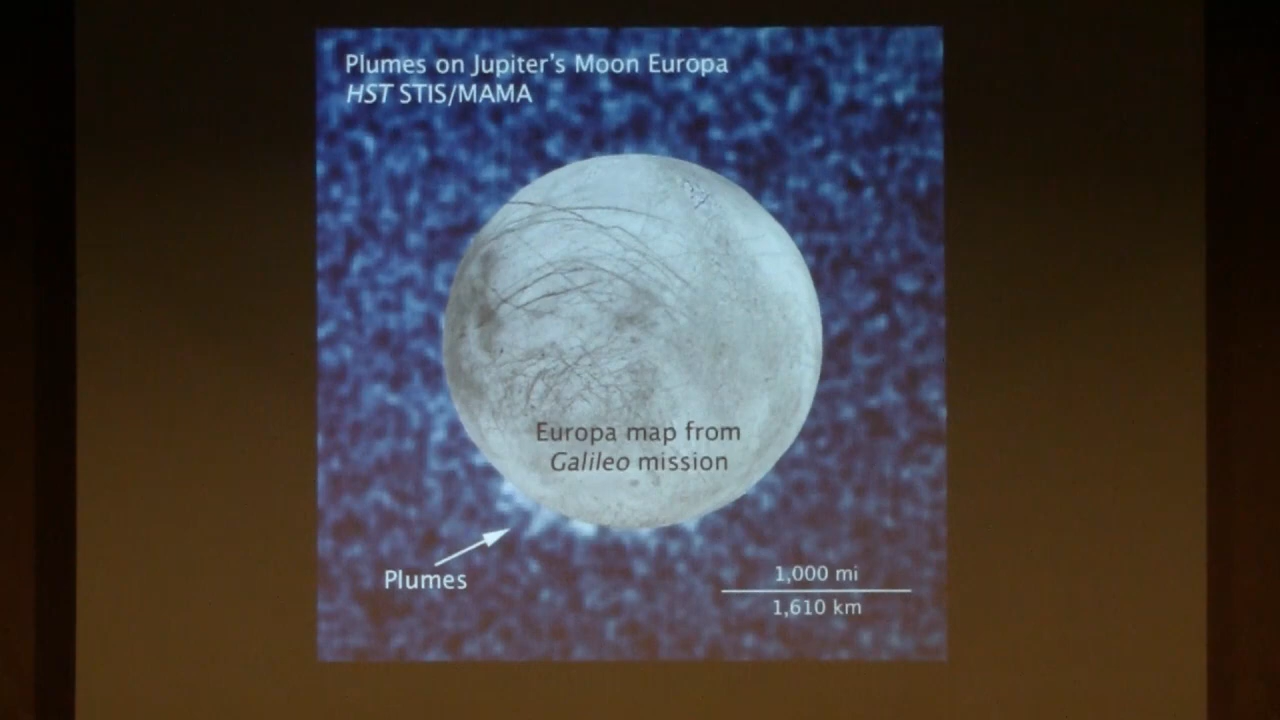 Plumes on Jupiter's Moon Europa
HST STIS/MAMA
Europa map from
Galileo mission
Plumes
1,000 mi
1,610 km